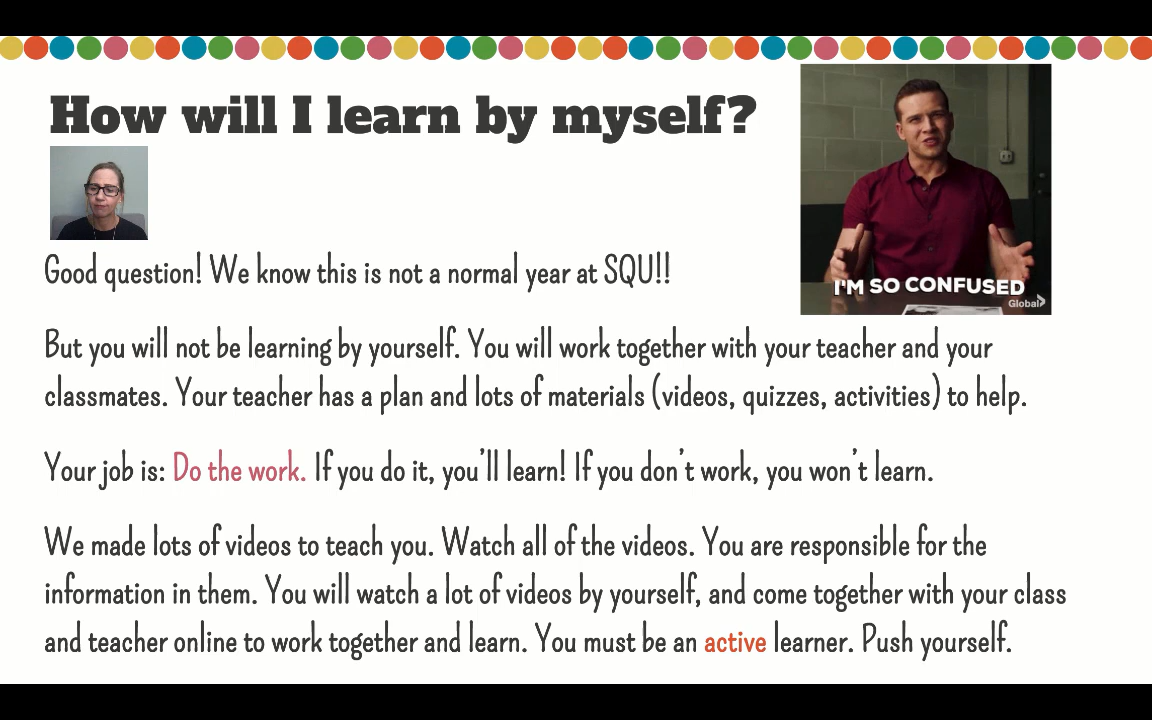 How will I learn by myself?
I'M SO CONFUSED
Global
Good question! We know this is not a normal year at SQU!!
But you will not be learning by yourself. You will work together with your teacher and your
classmates. Your teacher has a plan and lots of materials (videos, quizzes, activities) to help.
Your job is: Do the work. If you do it, you'll learn! If you don't work, you won't learn.
We made lots of videos to teach you. Watch all of the videos. You are responsible for the
information in them. You will watch a lot of videos by yourself, and come together with your class
and teacher online to work together and learn. You must be an active learner. Push yourself.